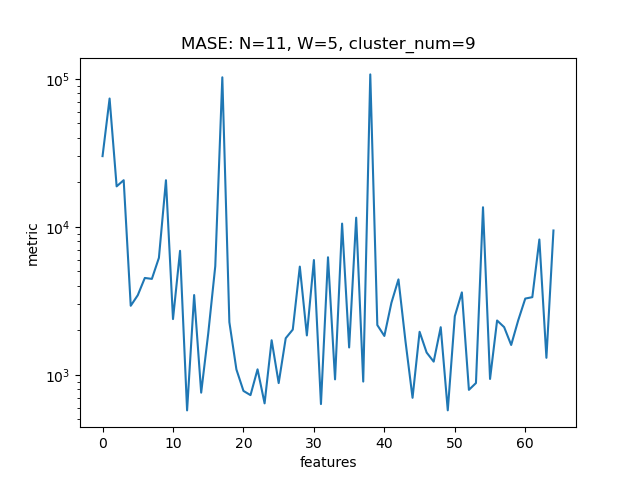 MASE: N=11, W=5, cluster_num=9
10⁵
10⁴
10³
metric
0 10 20 30 40 50 60
features